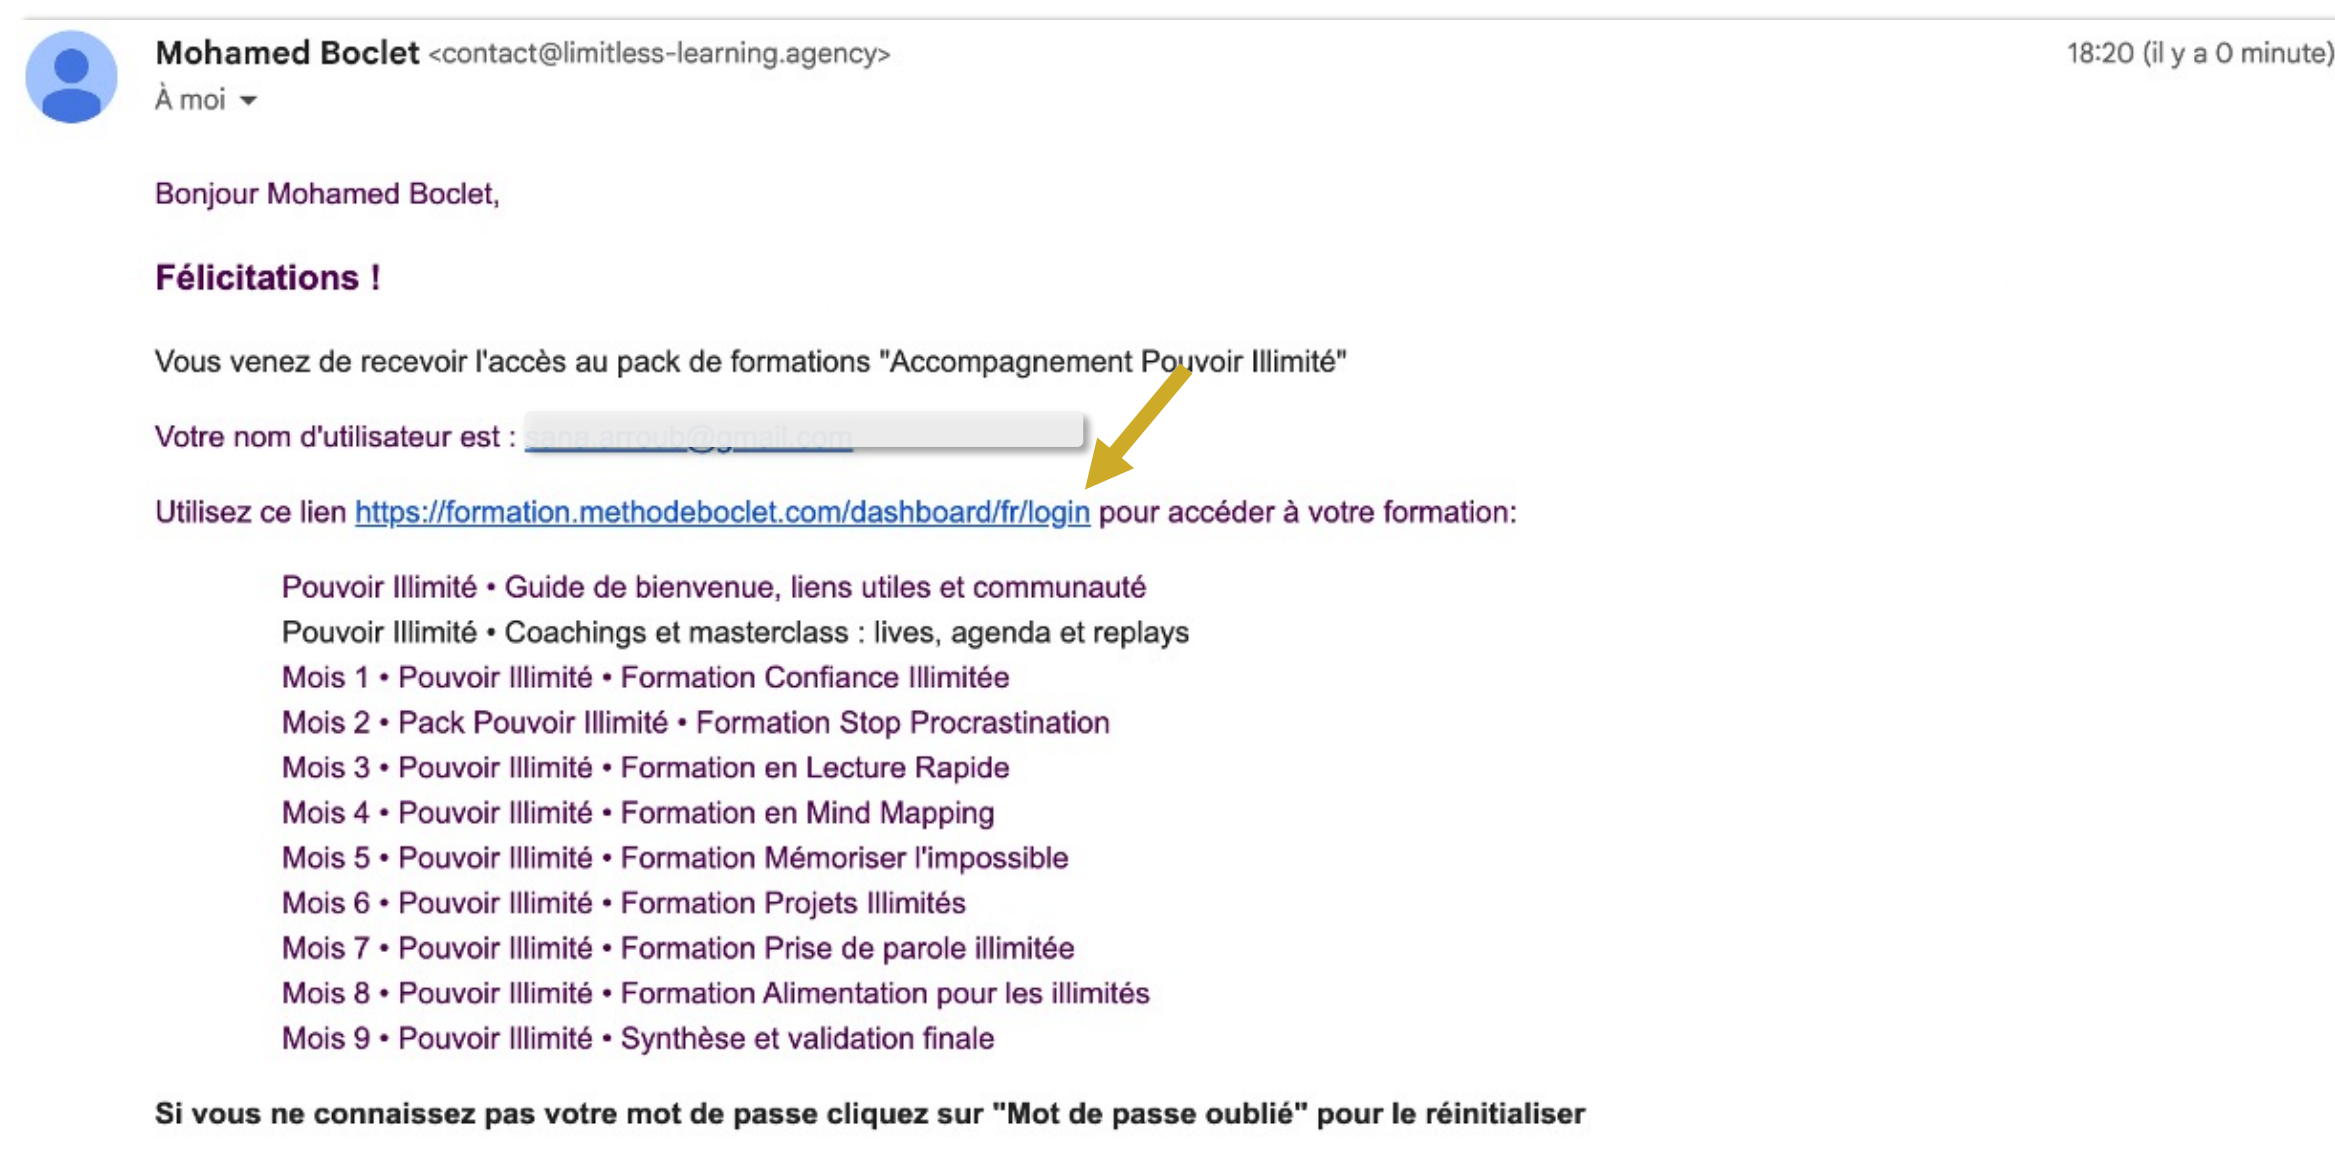 Mohamed Boclet <contact@limitless-learning.agency>
18:20 (il y a 0 minute)
À moi
Bonjour Mohamed Boclet,
Félicitations !
Vous venez de recevoir l'accès au pack de formations "Accompagnement Pouvoir Illimité"
Votre nom d'utilisateur est :
Utilisez ce lien https://formation.methodeboclet.com/dashboard/fr/login pour accéder à votre formation:
Pouvoir Illimité • Guide de bienvenue, liens utiles et communauté
Pouvoir Illimité • Coachings et masterclass : lives, agenda et replays
Mois 1 • Pouvoir Illimité • Formation Confiance Illimitée
Mois 2 • Pack Pouvoir Illimité • Formation Stop Procrastination
Mois 3 • Pouvoir Illimité • Formation en Lecture Rapide
Mois 4 • Pouvoir Illimité • Formation en Mind Mapping
Mois 5 • Pouvoir Illimité • Formation Mémoriser l'impossible
Mois 6 • Pouvoir Illimité • Formation Projets Illimités
Mois 7 • Pouvoir Illimité • Formation Prise de parole illimitée
Mois 8 • Pouvoir Illimité • Formation Alimentation pour les illimités
Mois 9 • Pouvoir Illimité • Synthèse et validation finale
Si vous ne connaissez pas votre mot de passe cliquez sur "Mot de passe oublié" pour le réinitialiser